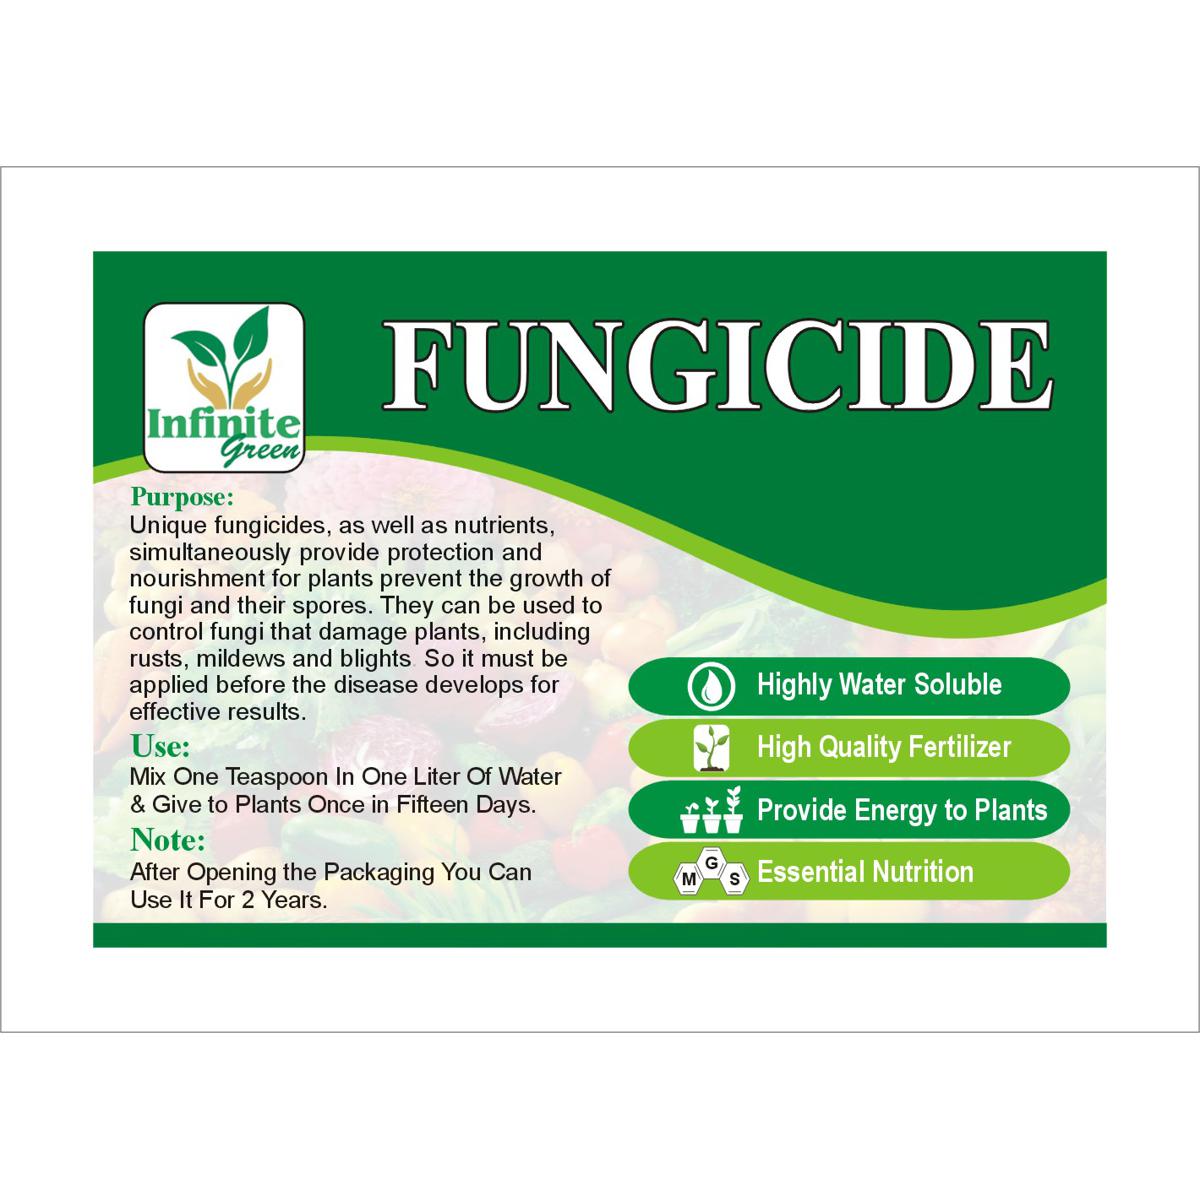 FUNGICIDE
Infinite
Green
Purpose:
Unique fungicides, as well as nutrients,
simultaneously provide protection and
nourishment for plants prevent the growth of
fungi and their spores. They can be used to
control fungi that damage plants, including
rusts, mildews and blights. So it must be
applied before the disease develops for
effective results.
Use:
Mix One Teaspoon In One Liter Of Water
& Give to Plants Once in Fifteen Days.
Note:
After Opening the Packaging You Can
Use It For 2 Years.
Highly Water Soluble
High Quality Fertilizer
Provide Energy to Plants
M G S Essential Nutrition